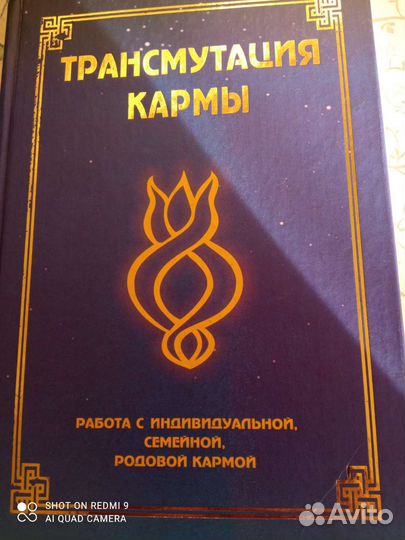 ТРАНСМУТАЦИЯ
КАРМЫ
РАБОТА С ИНДИВИДУАЛЬНОЙ,
СЕМЕЙНОЙ,
РОДОВОЙ КАРМОЙ
SHOT ON REDMI 9
AI QUAD CAMERA
Avito